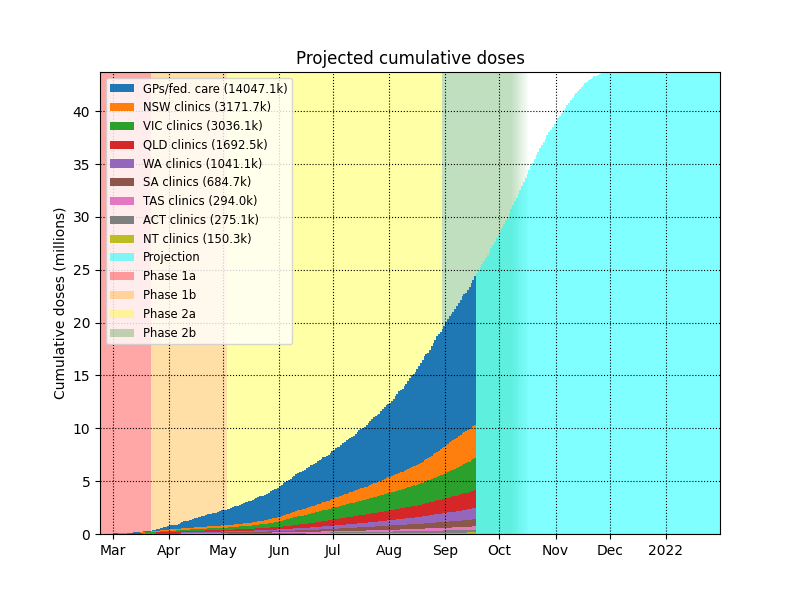 Projected cumulative doses
GPs/fed. care (14047.1k)
NSW clinics (3171.7k)
VIC clinics (3036.1k)
QLD clinics (1692.5k)
WA clinics (1041.1k)
SA clinics (684.7k)
TAS clinics (294.0k)
ACT clinics (275.1k)
NT clinics (150.3k)
Projection
Phase 1a
Phase 1b
Phase 2a
Phase 2b
Cumulative doses (millions)
40
35
30
25
20
15
10
5
0
Mar Apr May Jun Jul Aug Sep Oct Nov Dec 2022